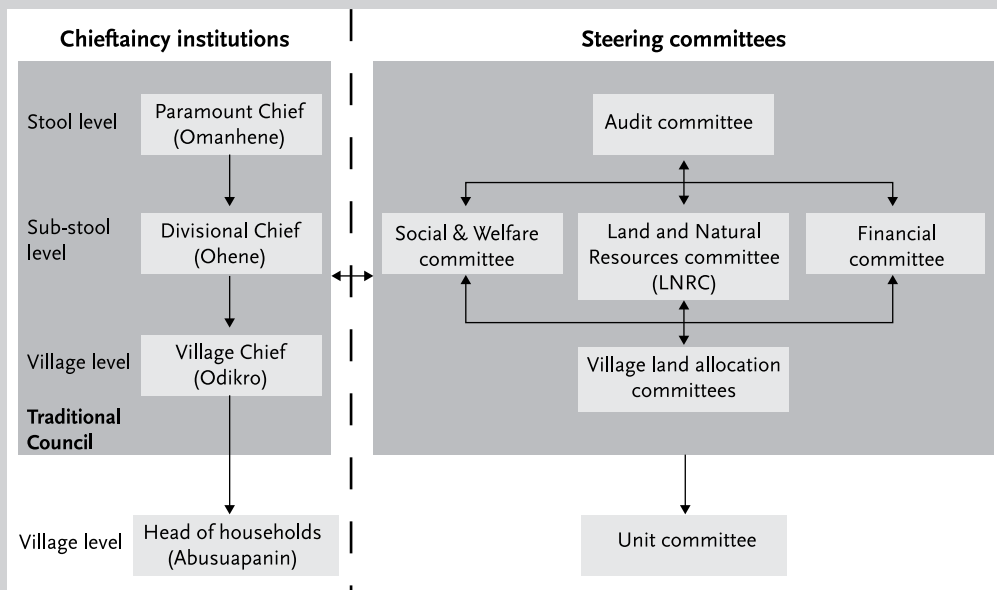 Chieftaincy institutions
Stool level
Paramount Chief
(Omanhene)
Sub-stool
level
Divisional Chief
(Ohene)
Village level
Village Chief
(Odikro)
Traditional
Council
Village level
Head of households
(Abusuapanin)
Steering committees
Audit committee
Social & Welfare
committee
Land and Natural
Resources committee
(LNRC)
Financial
committee
Village land allocation
committees
Unit committee